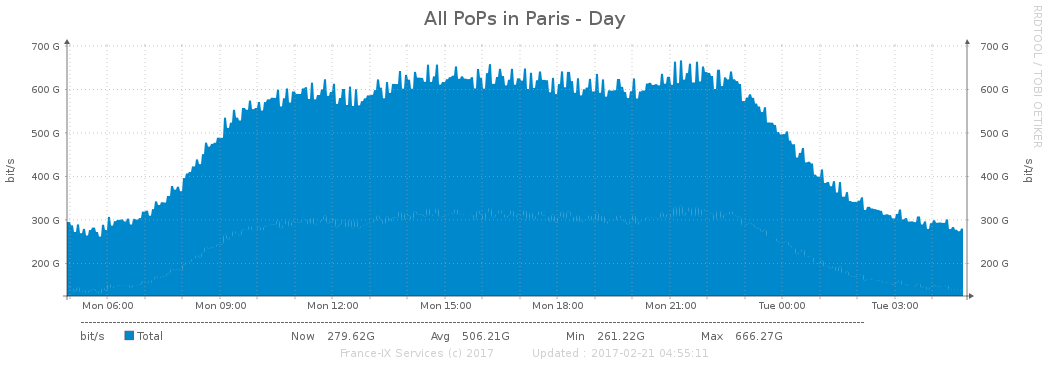 All PoPs in Paris - Day
RRDTOOL / TOBI OETIKER
bit/s
bit/s
700 G 700 G
600 G 600 G
500 G 500 G
400 G 400 G
300 G 300 G
200 G 200 G
Mon 06:00 Mon 09:00 Mon 12:00 Mon 15:00 Mon 18:00 Mon 21:00 Tue 00:00 Tue 03:00
bit/s Total Now 279.62G Avg 506.21G Min 261.22G Max 666.27G
France-IX Services (c) 2017 Updated : 2017-02-21 04:55:11